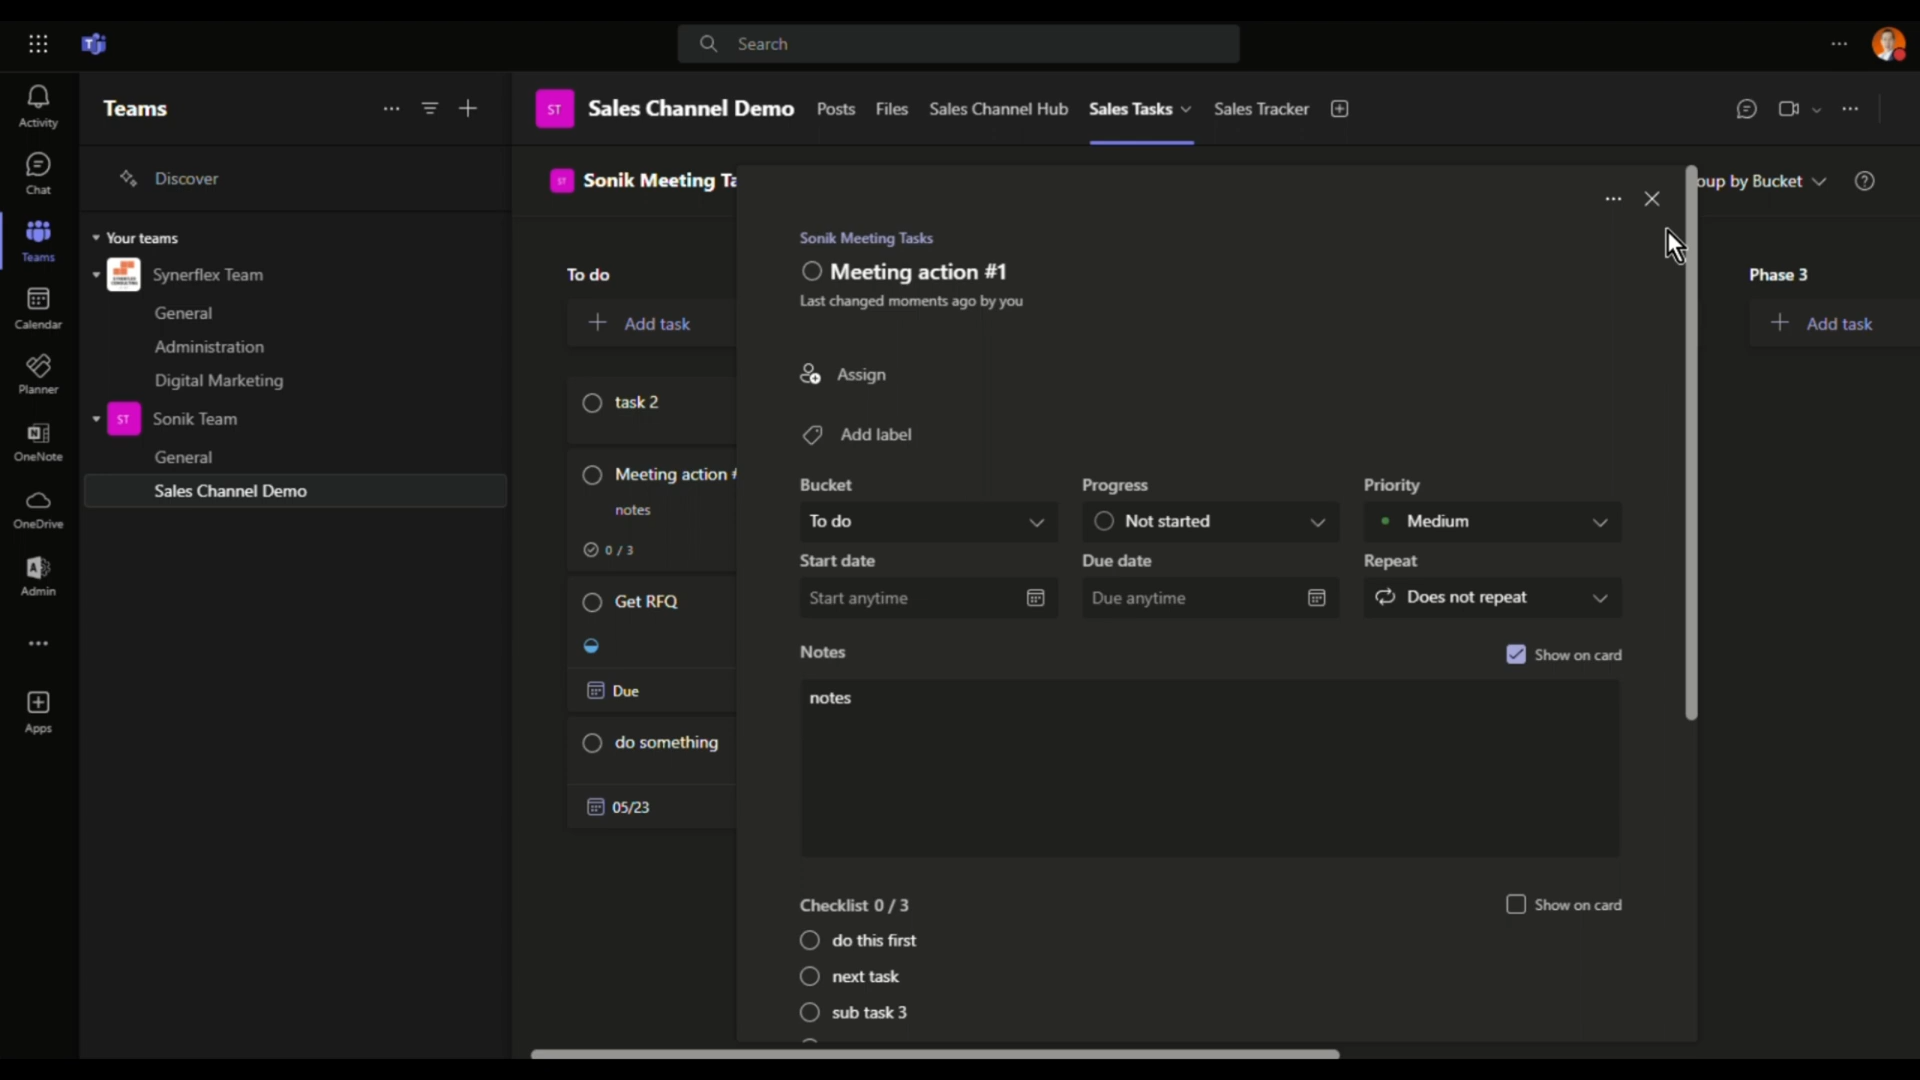 Search
Activity
Chat
Teams
Calendar
Planner
OneNote
OneDrive
Admin
Apps
Teams
Discover
Your teams
Synerflex Team
General
Administration
Digital Marketing
ST Sonik Team
General
Sales Channel Demo
ST Sales Channel Demo Posts Files Sales Channel Hub Sales Tasks Sales Tracker
Sonik Meeting Ta
oup by Bucket
To do
Add task
task 2
Meeting action #
notes
0 / 3
Get RFQ
Due
do something
05/23
Sonik Meeting Tasks
Meeting action #1
Last changed moments ago by you
Assign
Add label
Bucket Progress Priority
To do Not started Medium
Start date Due date Repeat
Start anytime Due anytime Does not repeat
Notes Show on card
notes
Checklist 0 / 3 Show on card
do this first
next task
sub task 3
Phase 3
Add task